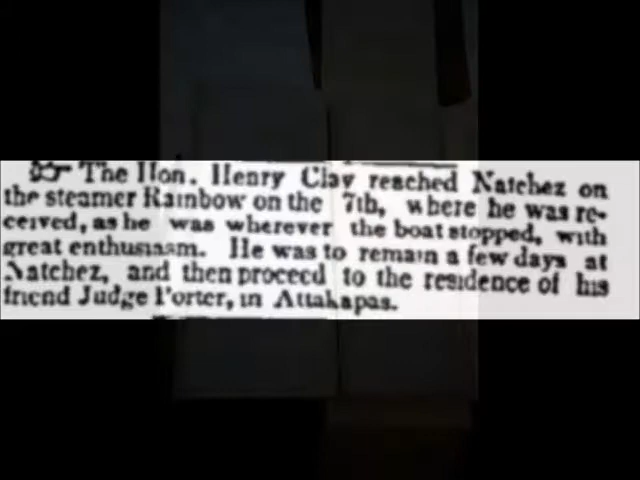 ☞ The Hon. Henry Clay reached Natchez on
the steamer Rainbow on the 7th, where he was re-
ceived, as he was wherever the boat stopped, with
great enthusiasm. He was to remain a few days at
Natchez, and then proceed to the residence of his
friend Judge Porter, in Attakapas.